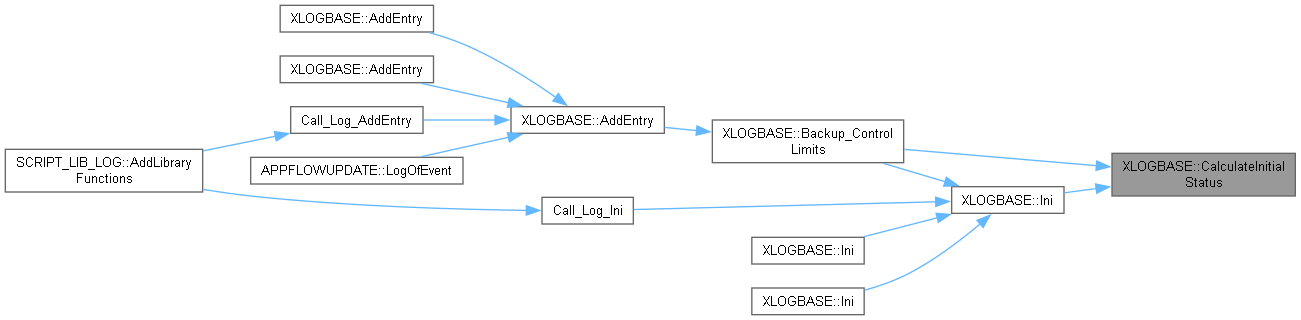 XLOGBASE::AddEntry
XLOGBASE::AddEntry
Call_Log_AddEntry
XLOGBASE::AddEntry
SCRIPT_LIB_LOG::AddLibrary
Functions
APPFLOWUPDATE::LogOfEvent
XLOGBASE::Backup_Control
Limits
XLOGBASE::CalculateInitial
Status
XLOGBASE::Ini
Call_Log_Ini
XLOGBASE::Ini
XLOGBASE::Ini